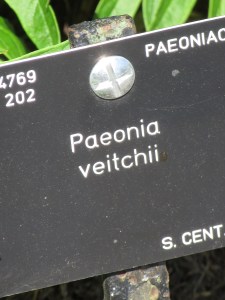 4769
202
PAEONIAC
Paeonia
veitchii
S. CENT.